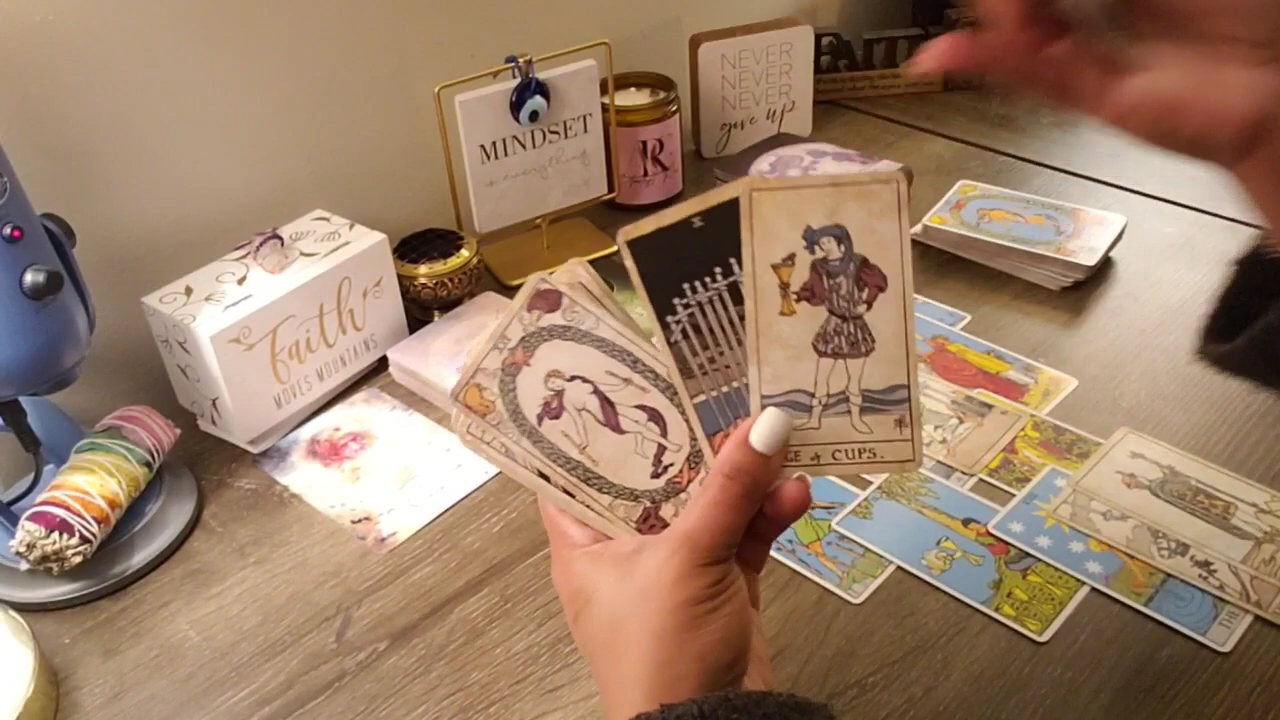 MINDSET
is everything
R
NEVER
NEVER
NEVER
give up
FAITH
Faith
MOVES MOUNTAINS
X
GE of CUPS.